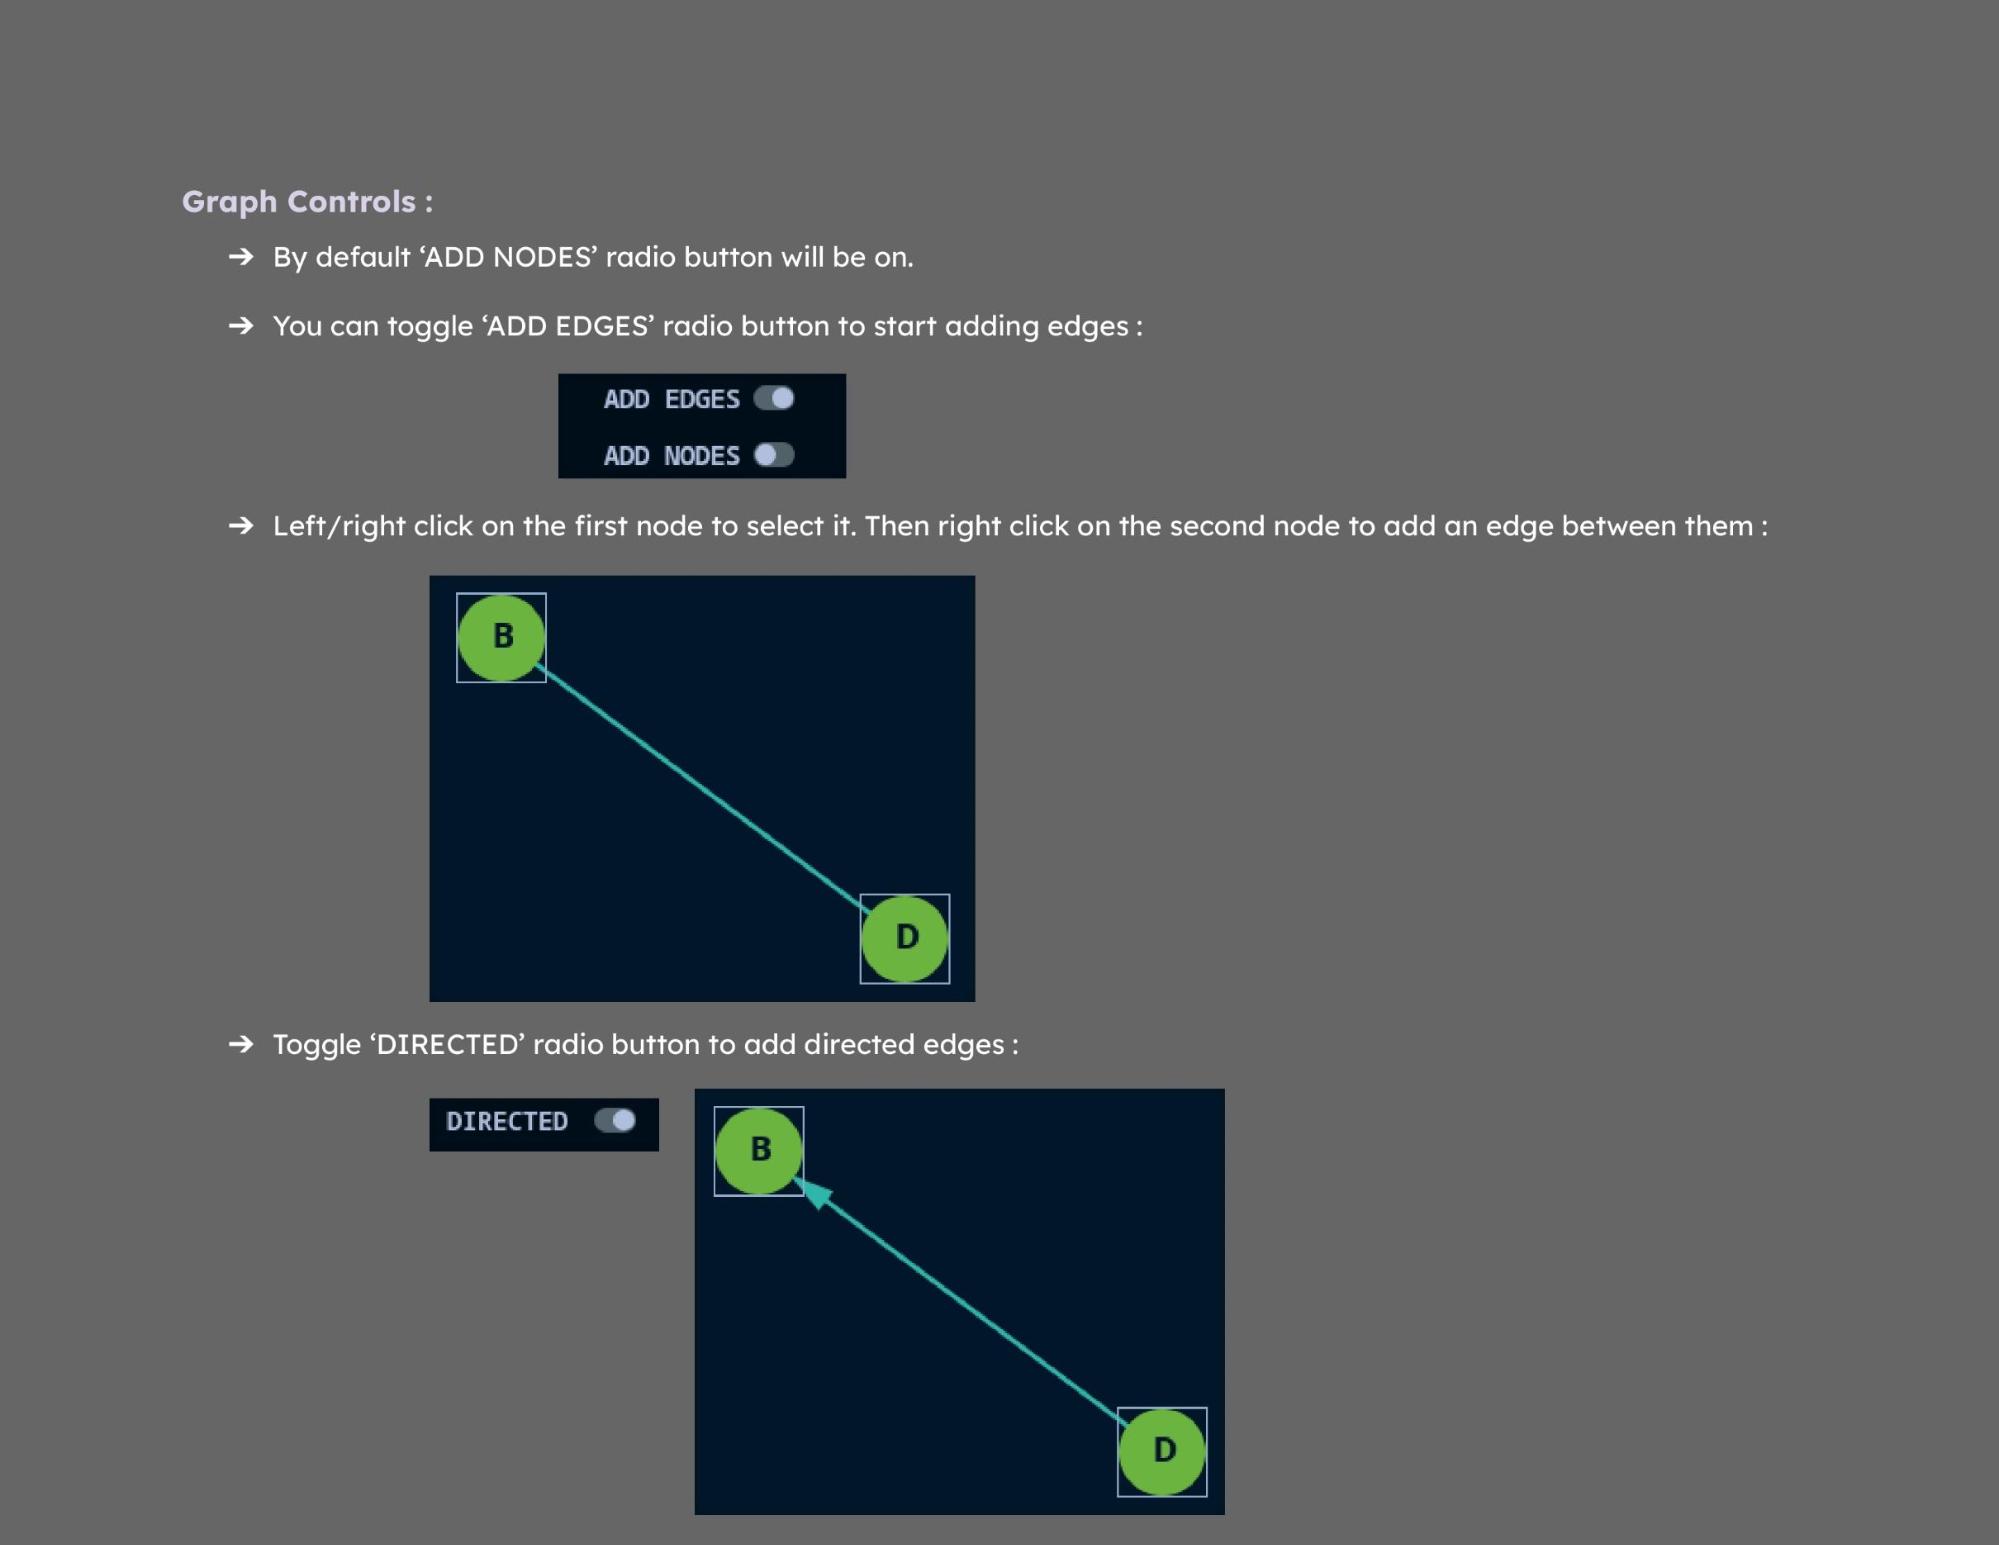 Graph Controls :
➔ By default ‘ADD NODES’ radio button will be on.
➔ You can toggle ‘ADD EDGES’ radio button to start adding edges :
ADD EDGES
ADD NODES
➔ Left/right click on the first node to select it. Then right click on the second node to add an edge between them :
B
D
➔ Toggle ‘DIRECTED’ radio button to add directed edges :
DIRECTED
B
D